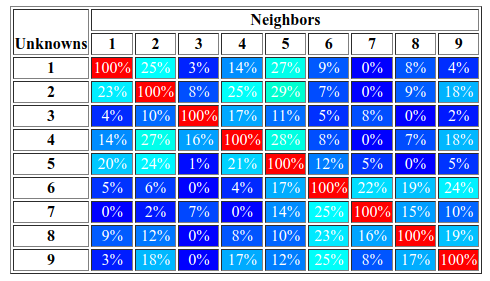 Neighbors
Unknowns 1 2 3 4 5 6 7 8 9
1 100% 25% 3% 14% 27% 9% 0% 8% 4%
2 23% 100% 8% 25% 29% 7% 0% 9% 18%
3 4% 10% 100% 17% 11% 5% 8% 0% 2%
4 14% 27% 16% 100% 28% 8% 0% 7% 18%
5 20% 24% 1% 21% 100% 12% 5% 0% 5%
6 5% 6% 0% 4% 17% 100% 22% 19% 24%
7 0% 2% 7% 0% 14% 25% 100% 15% 10%
8 9% 12% 0% 8% 10% 23% 16% 100% 19%
9 3% 18% 0% 17% 12% 25% 8% 17% 100%